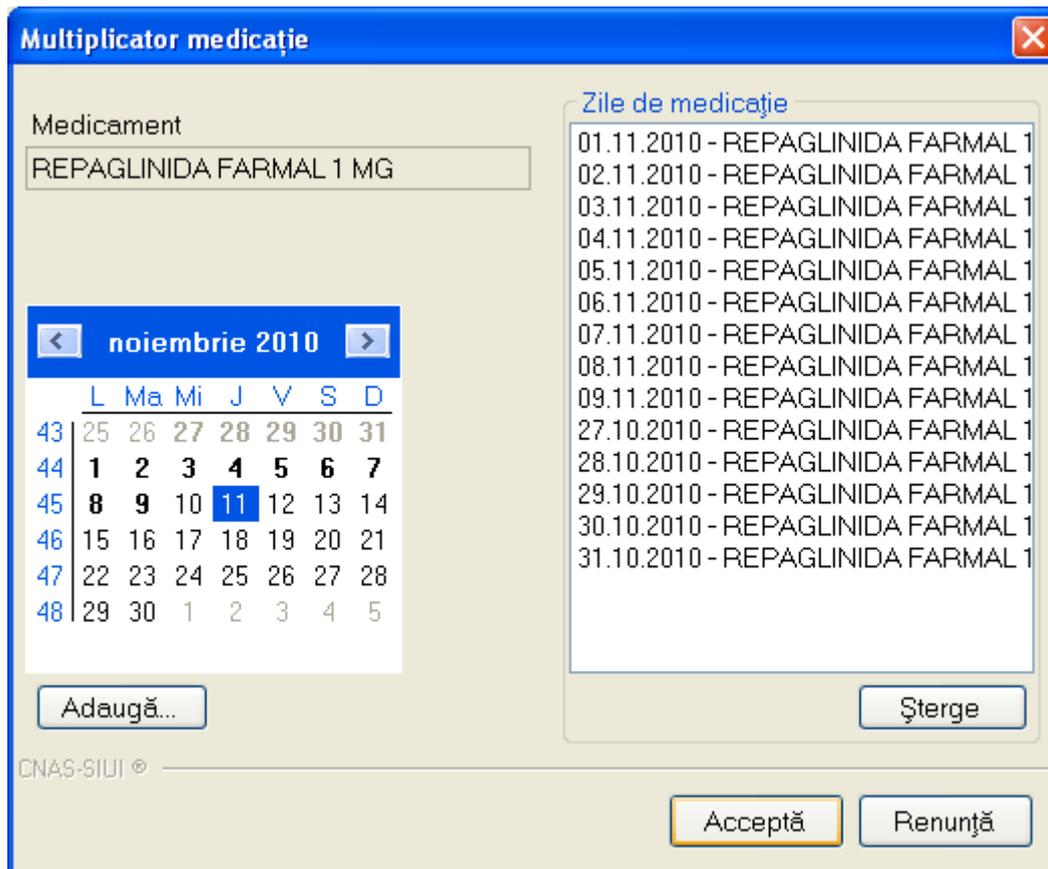 Multiplicator medicație
Medicament
REPAGLINIDA FARMAL 1 MG
noiembrie 2010
L Ma Mi J V S D
43 25 26 27 28 29 30 31
44 1 2 3 4 5 6 7
45 8 9 10 11 12 13 14
46 15 16 17 18 19 20 21
47 22 23 24 25 26 27 28
48 29 30 1 2 3 4 5
Adaugă...
Zile de medicaţie
01.11.2010 - REPAGLINIDA FARMAL 1
02.11.2010 - REPAGLINIDA FARMAL 1
03.11.2010 - REPAGLINIDA FARMAL 1
04.11.2010 - REPAGLINIDA FARMAL 1
05.11.2010 - REPAGLINIDA FARMAL 1
06.11.2010 - REPAGLINIDA FARMAL 1
07.11.2010 - REPAGLINIDA FARMAL 1
08.11.2010 - REPAGLINIDA FARMAL 1
09.11.2010 - REPAGLINIDA FARMAL 1
27.10.2010 - REPAGLINIDA FARMAL 1
28.10.2010 - REPAGLINIDA FARMAL 1
29.10.2010 - REPAGLINIDA FARMAL 1
30.10.2010 - REPAGLINIDA FARMAL 1
31.10.2010 - REPAGLINIDA FARMAL 1
Şterge
CNAS-SIUI ®
Acceptă
Renunţă